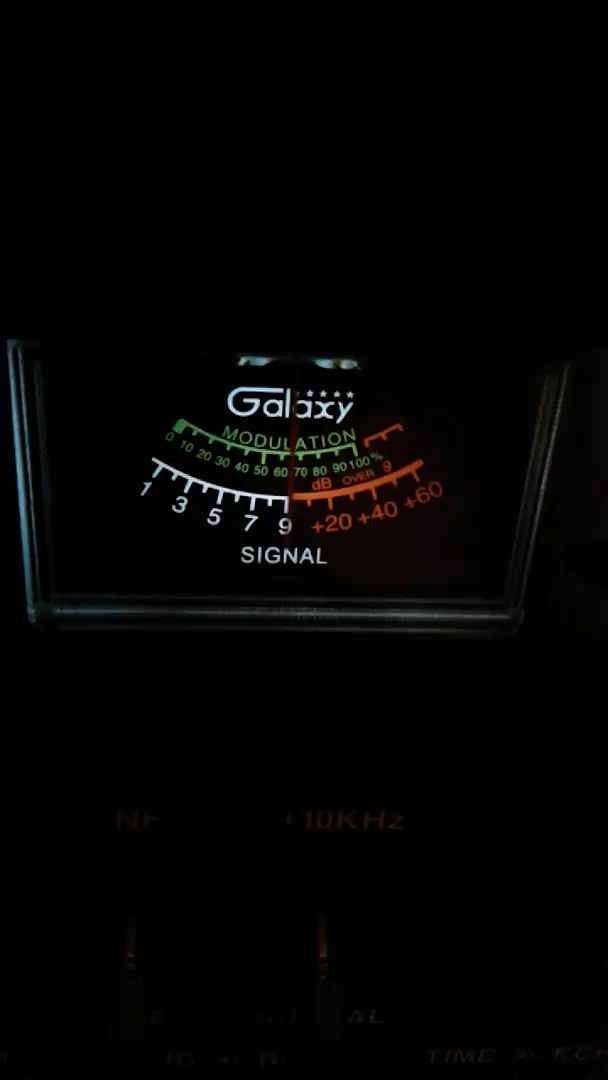 Galaxy
MODULATION
0 10 20 30 40 50 60 70 80 90 100 %
dB OVER 9
1 3 5 7 9 +20 +40 +60
SIGNAL
+10KHz
TIME